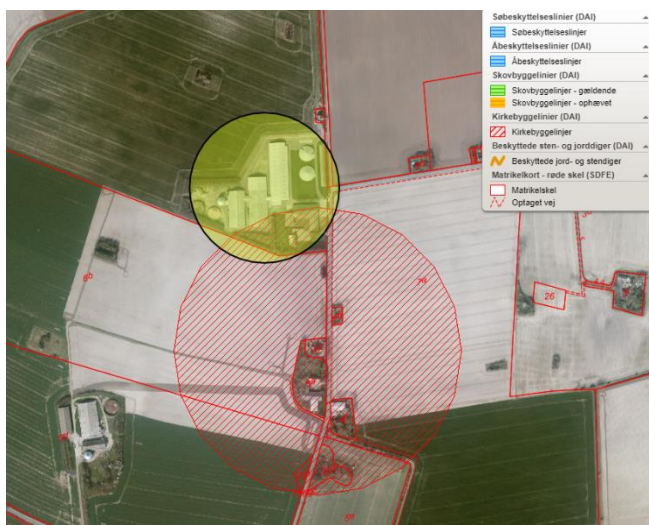 Søbeskyttelseslinier (DAI)
Søbeskyttelseslinjer
Åbeskyttelseslinier (DAI)
Åbeskyttelseslinjer
Skovbyggelinier (DAI)
Skovbyggelinjer - gældende
Skovbyggelinjer - ophævet
Kirkebyggelinier (DAI)
Kirkebyggelinjer
Beskyttede sten- og jorddiger (DAI)
Beskyttede jord- og stendiger
Matrikelkort - røde skel (SDFE)
Matrikelskel
Optaget vej
26